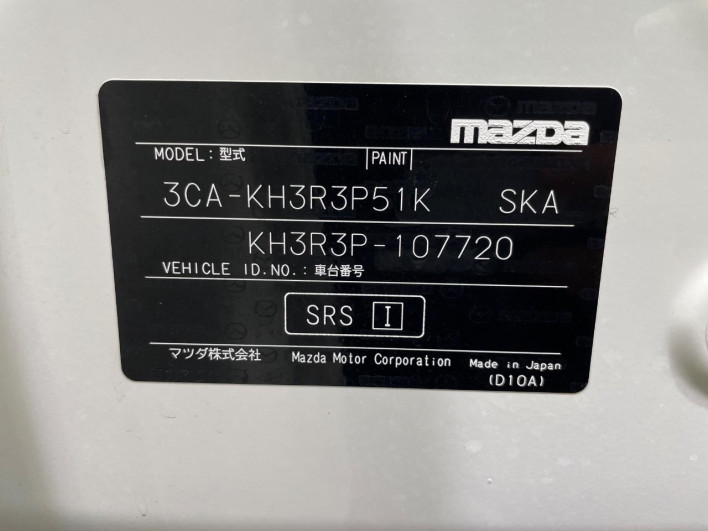 mazda
MODEL : 型式 PAINT
3CA-KH3R3P51K SKA
KH3R3P-107720
VEHICLE ID.NO. : 車台番号
SRS I
マツダ株式会社 Mazda Motor Corporation Made in Japan
(D10A)